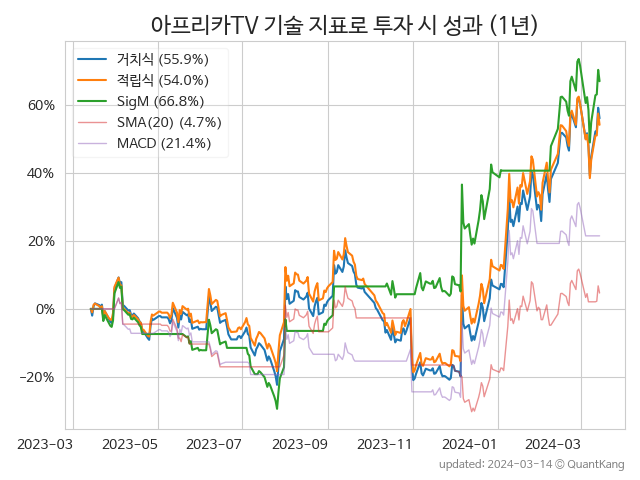 아프리카TV 기술 지표로 투자 시 성과 (1년)
거치식 (55.9%)
적립식 (54.0%)
SigM (66.8%)
SMA(20) (4.7%)
MACD (21.4%)
60%
40%
20%
0%
−20%
2023−03 2023−05 2023−07 2023−09 2023−11 2024−01 2024−03
updated: 2024-03-14 © QuantKang